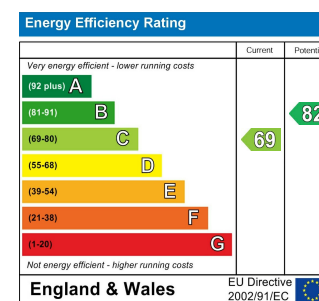 Energy Efficiency Rating
Current Potenti
Very energy efficient - lower running costs
(92 plus) A
(81-91) B
82
(69-80) C
69
(55-68) D
(39-54) E
(21-38) F
(1-20) G
Not energy efficient - higher running costs
England & Wales
EU Directive
2002/91/EC